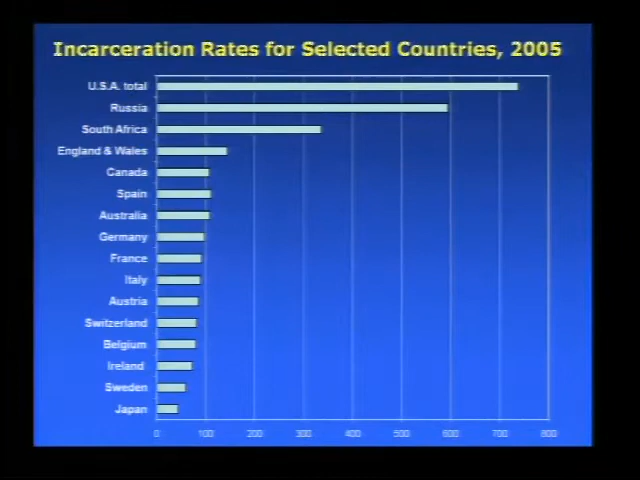 Incarceration Rates for Selected Countries, 2005
U.S.A. total
Russia
South Africa
England & Wales
Canada
Spain
Australia
Germany
France
Italy
Austria
Switzerland
Belgium
Ireland
Sweden
Japan
0 100 200 300 400 500 600 700 800